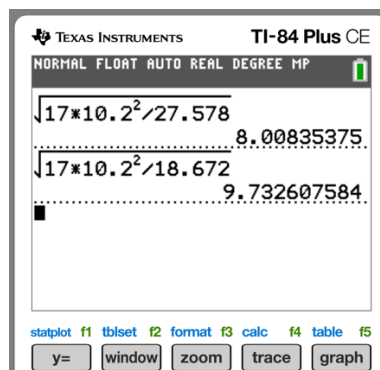 TEXAS INSTRUMENTS TI-84 Plus CE
NORMAL FLOAT AUTO REAL DEGREE MP
√17*10.2²/27.578
8.00835375
√17*10.2²/18.672
9.732607584
statplot f1 tblset f2 format f3 calc f4 table f5
y= window zoom trace graph